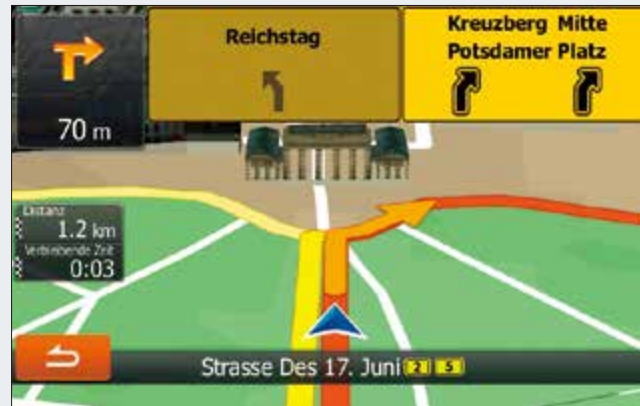 70 m
Reichstag
Kreuzberg Mitte
Potsdamer Platz
Distanz
1.2 km
Verbleibende Zeit
0:03
Strasse Des 17. Juni 2 5